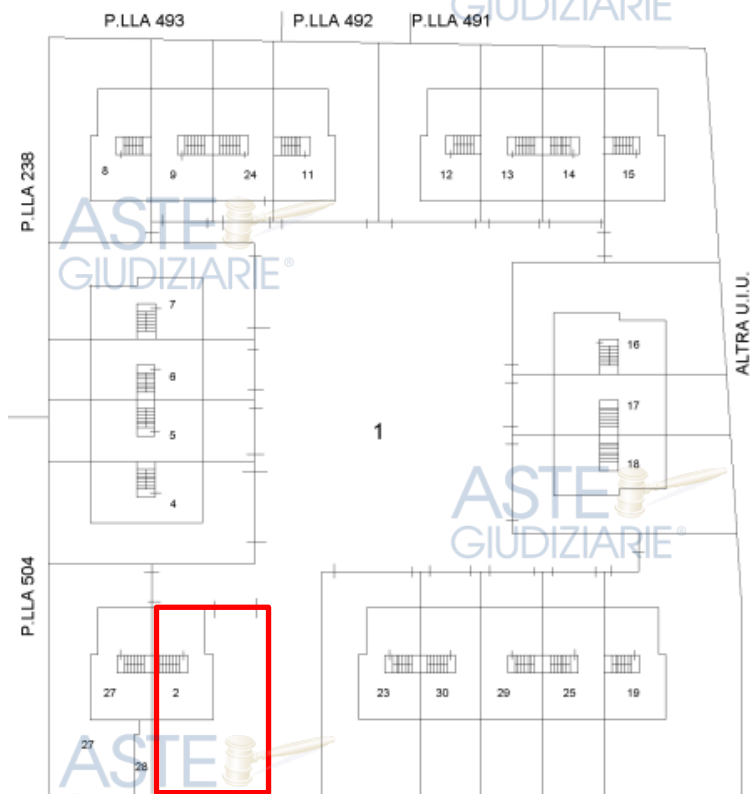 GIUDIZIARIE
P.LLA 493
P.LLA 492
P.LLA 491
P.LLA 238
8
9
24
11
12
13
14
15
ASTE
GIUDIZIARIE®
7
6
5
4
1
16
17
18
ALTRA U.I.U.
ASTE
GIUDIZIARIE®
P.LLA 504
27
2
23
30
29
25
19
27
28
ASTE